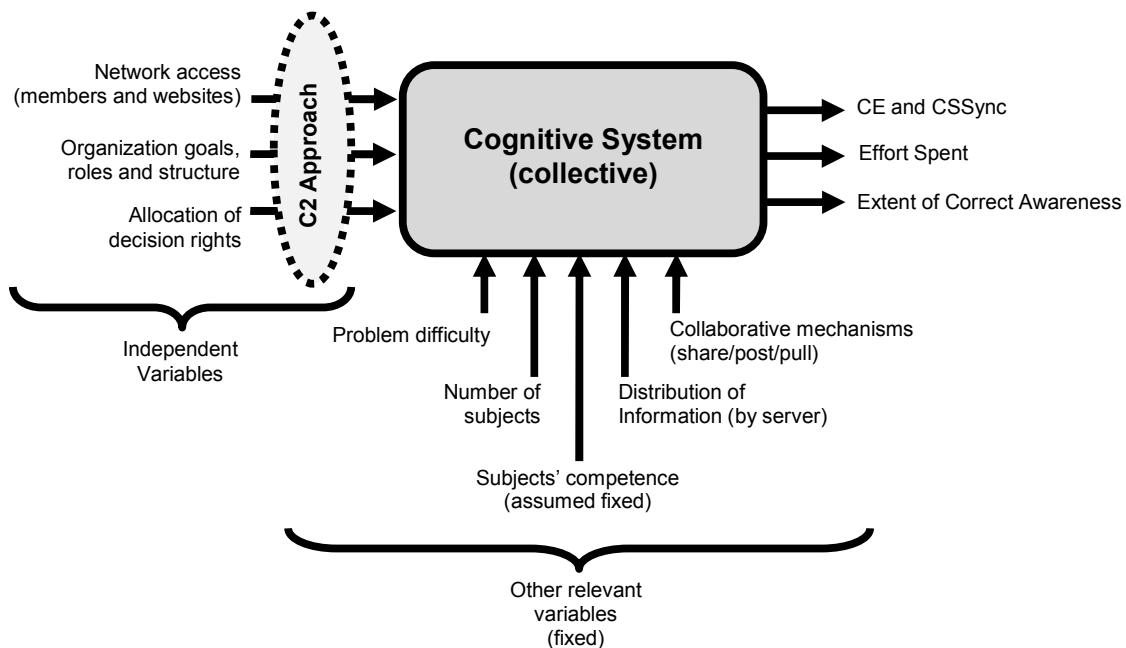 Network access
(members and websites)
Organization goals,
roles and structure
Allocation of
decision rights
C2 Approach
Cognitive System
(collective)
CE and CSSync
Effort Spent
Extent of Correct Awareness
Independent
Variables
Problem difficulty
Number of
subjects
Subjects’ competence
(assumed fixed)
Distribution of
Information (by server)
Collaborative mechanisms
(share/post/pull)
Other relevant
variables
(fixed)